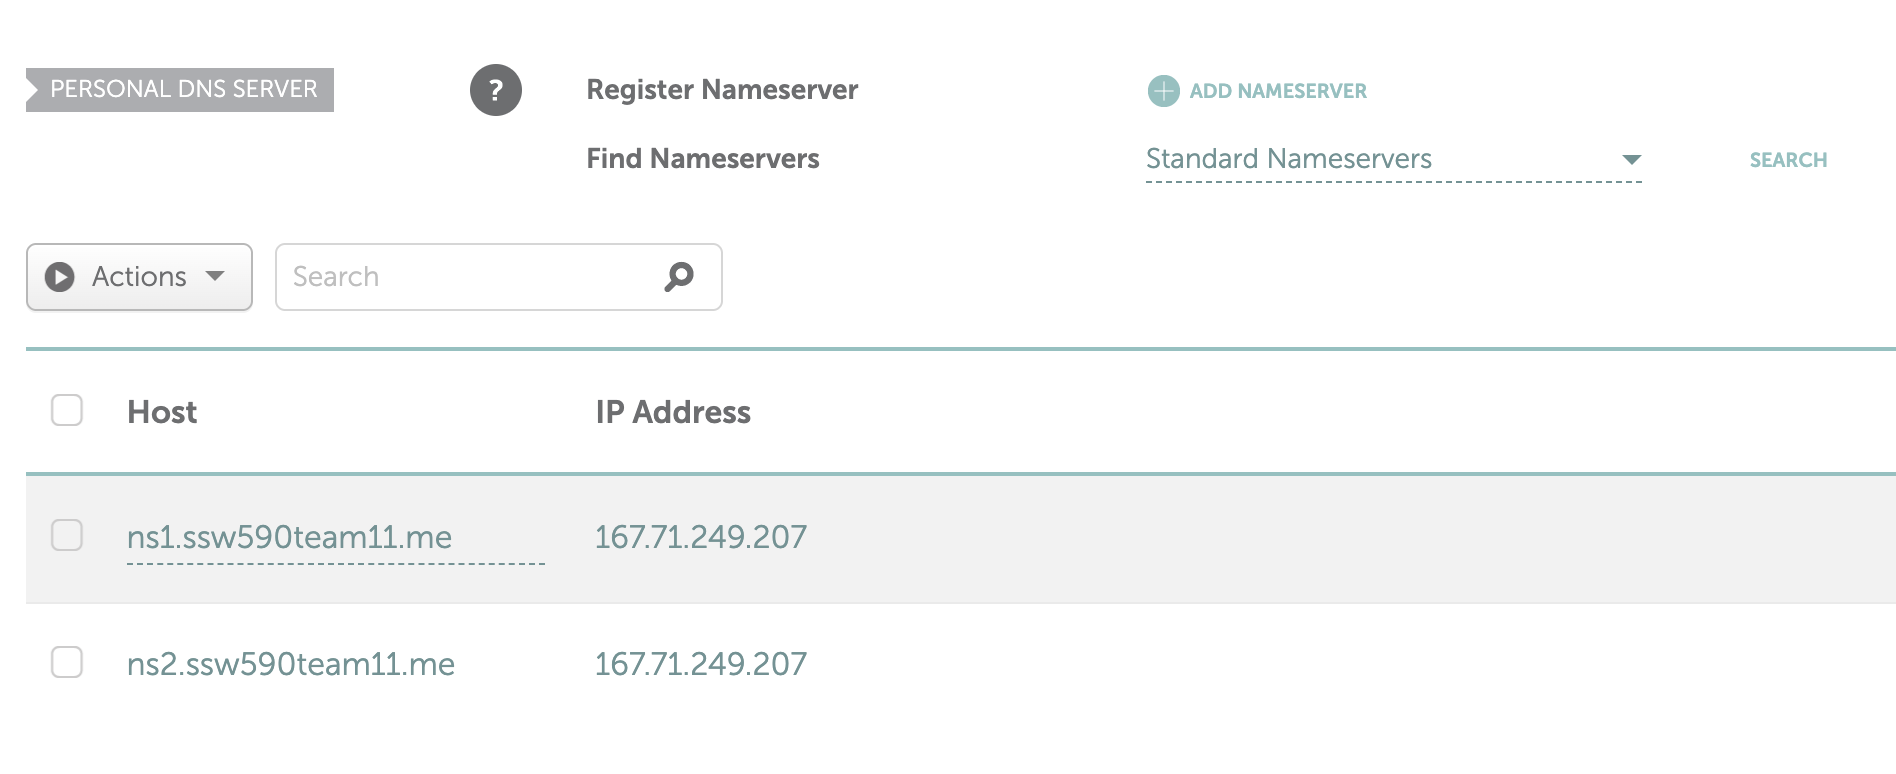 PERSONAL DNS SERVER
?
Register Nameserver
ADD NAMESERVER
Find Nameservers
Standard Nameservers
SEARCH
Actions
Search
Host
IP Address
ns1.ssw590team11.me
167.71.249.207
ns2.ssw590team11.me
167.71.249.207